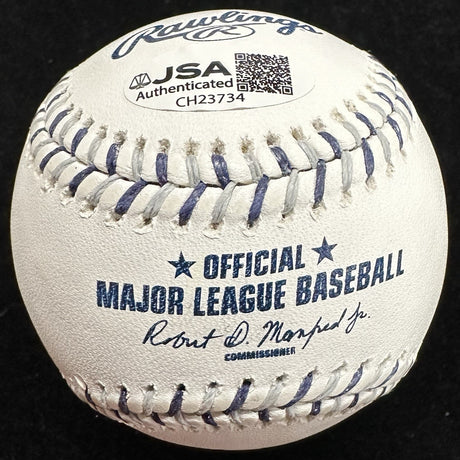 Rawlings
R
JSA
Authenticated
CH23734
★ OFFICIAL ★
MAJOR LEAGUE BASEBALL
Robert D. Manfred Jr.
COMMISSIONER